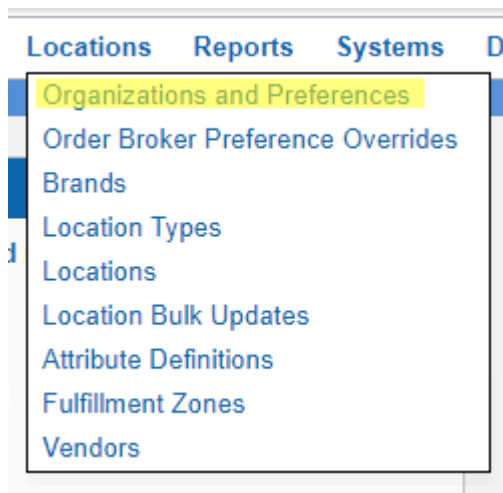 Locations Reports Systems D
Organizations and Preferences
Order Broker Preference Overrides
Brands
Location Types
Locations
Location Bulk Updates
Attribute Definitions
Fulfillment Zones
Vendors